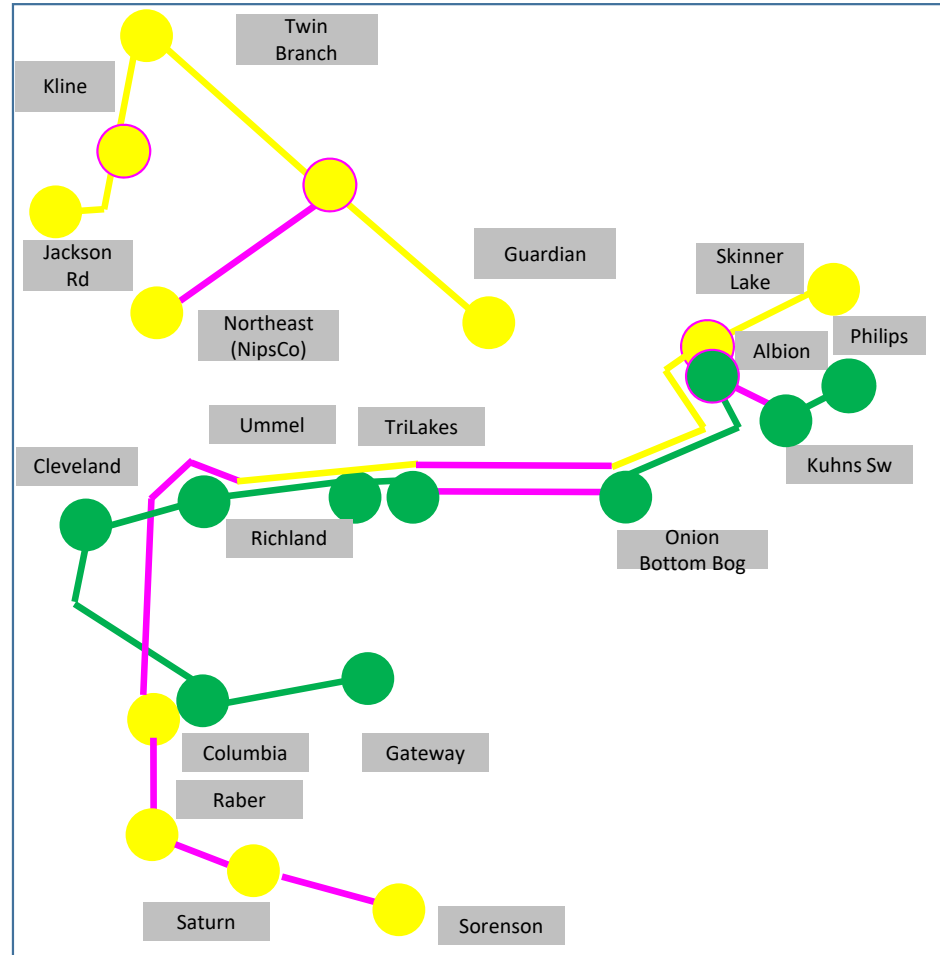 Twin
Branch
Kline
Jackson
Rd
Guardian
Skinner
Lake
Northeast
(NipsCo)
Albion
Philips
Ummel
TriLakes
Cleveland
Kuhns Sw
Richland
Onion
Bottom Bog
Columbia
Gateway
Raber
Saturn
Sorenson